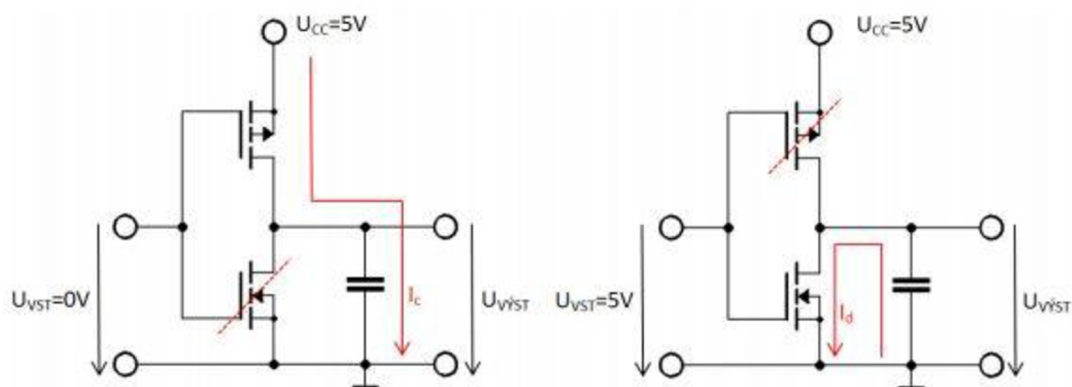 U_CC=5V
U_VST=0V
I_c
U_VÝST
U_CC=5V
U_VST=5V
I_d
U_VÝST